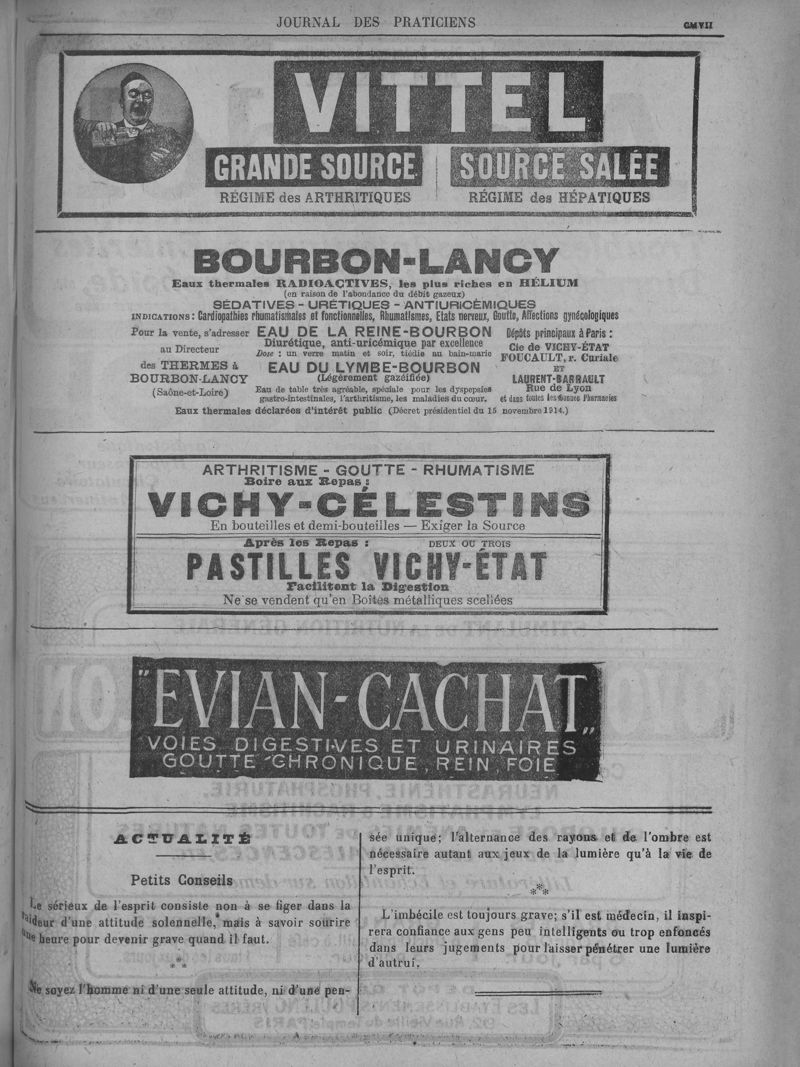 JOURNAL DES PRATICIENS
CMVII
VITTEL
GRANDE SOURCE
SOURCE SALÉE
RÉGIME des ARTHRITIQUES
RÉGIME des HÉPATIQUES
BOURBON-LANCY
Eaux thermales RADIOACTIVES, les plus riches en HÉLIUM
(en raison de l'abondance du débit gazeux)
SÉDATIVES - URÉTIQUES - ANTIURICÉMIQUES
INDICATIONS: Cardiopathies rhumatismales et fonctionnelles, Rhumatismes, Etats nerveux, Goutte, Affections gynécologiques
Pour la vente, s'adresser
au Directeur
des THERMES à
BOURBON-LANCY
(Saône-et-Loire)
EAU DE LA REINE-BOURBON
Diurétique, anti-uricémique par excellence
Dose : un verre matin et soir, tiédie au bain-marie
EAU DU LYMBE-BOURBON
(Légèrement gazéifiée)
Eau de table très agréable, spéciale pour les dyspepsies
gastro-intestinales, l'arthritisme, les maladies du cœur.
Dépôts principaux à Paris :
Cie de VICHY-ÉTAT
FOUCAULT, r. Curiale
ET
LAURENT-BARRAULT
Rue de Lyon
et dans toutes les Bonnes Pharmacies
Eaux thermales déclarées d'intérêt public (Décret présidentiel du 15 novembre 1914.)
ARTHRITISME - GOUTTE - RHUMATISME
Boire aux Repas :
VICHY-CÉLESTINS
En bouteilles et demi-bouteilles — Exiger la Source
Après les Repas : DEUX OU TROIS
PASTILLES VICHY-ÉTAT
Facilitent la Digestion
Ne se vendent qu'en Boîtes métalliques scellées
"EVIAN-CACHAT"
VOIES DIGESTIVES ET URINAIRES
GOUTTE CHRONIQUE, REIN, FOIE
ACTUALITÉ
Petits Conseils
Le sérieux de l'esprit consiste non à se figer dans la
raideur d'une attitude solennelle, mais à savoir sourire
une heure pour devenir grave quand il faut.
***
Ne soyez l'homme ni d'une seule attitude, ni d'une pen-
sée unique; l'alternance des rayons et de l'ombre est
nécessaire autant aux jeux de la lumière qu'à la vie de
l'esprit.
***
L'imbécile est toujours grave; s'il est médecin, il inspi-
rera confiance aux gens peu intelligents ou trop enfoncés
dans leurs jugements pour laisser pénétrer une lumière
d'autrui.